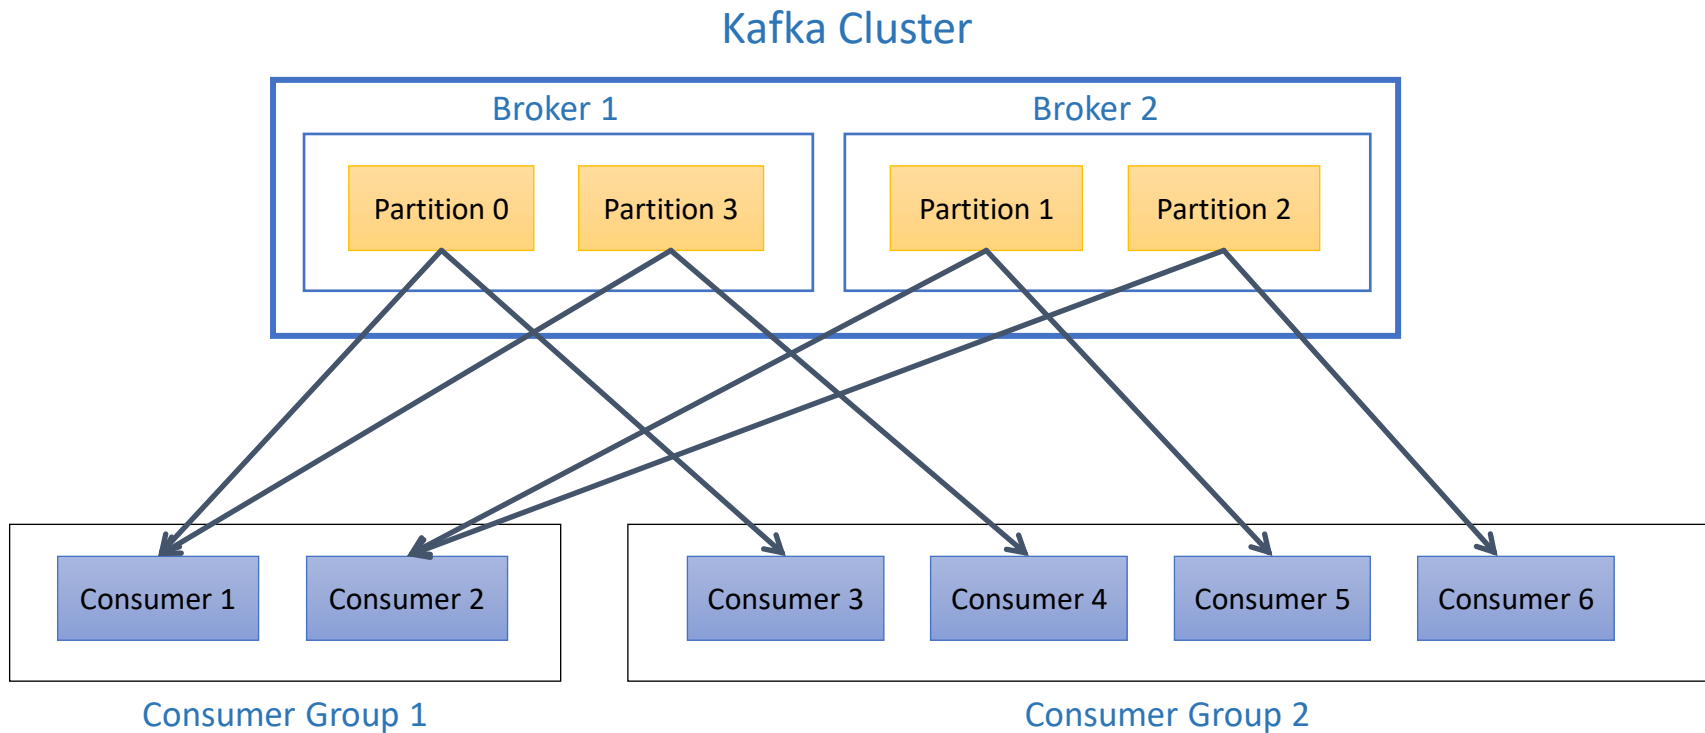 Kafka Cluster
Broker 1
Broker 2
Partition 0
Partition 3
Partition 1
Partition 2
Consumer 1
Consumer 2
Consumer 3
Consumer 4
Consumer 5
Consumer 6
Consumer Group 1
Consumer Group 2